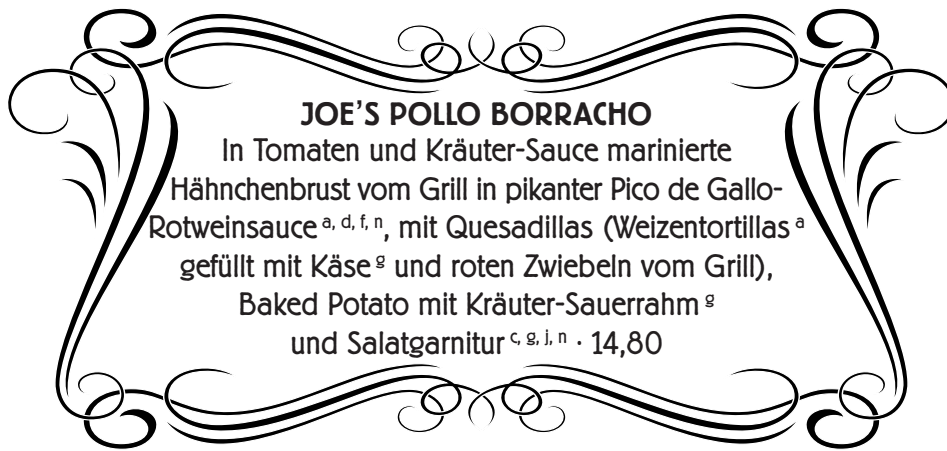 JOE’S POLLO BORRACHO
In Tomaten und Kräuter-Sauce marinierte
Hähnchenbrust vom Grill in pikanter Pico de Gallo-
Rotweinsauce a, d, f, n, mit Quesadillas (Weizentortillas a
gefüllt mit Käse g und roten Zwiebeln vom Grill),
Baked Potato mit Kräuter-Sauerrahm g
und Salatgarnitur c, g, j, n · 14,80